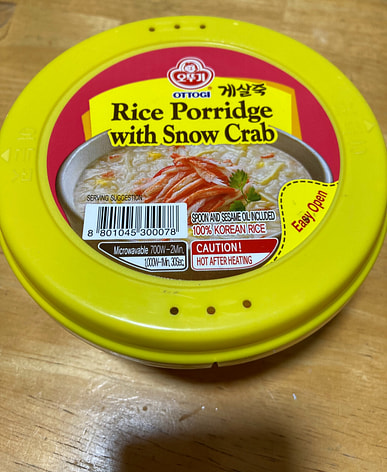 오뚜기
OTTOGI 게살죽
Rice Porridge
with Snow Crab
SERVING SUGGESTION
SPOON AND SESAME OIL INCLUDED
100% KOREAN RICE
8 801045 300078
Easy Open
Microwavable 700W-2Min.
1000W-1Min. 30Sec.
CAUTION!
HOT AFTER HEATING